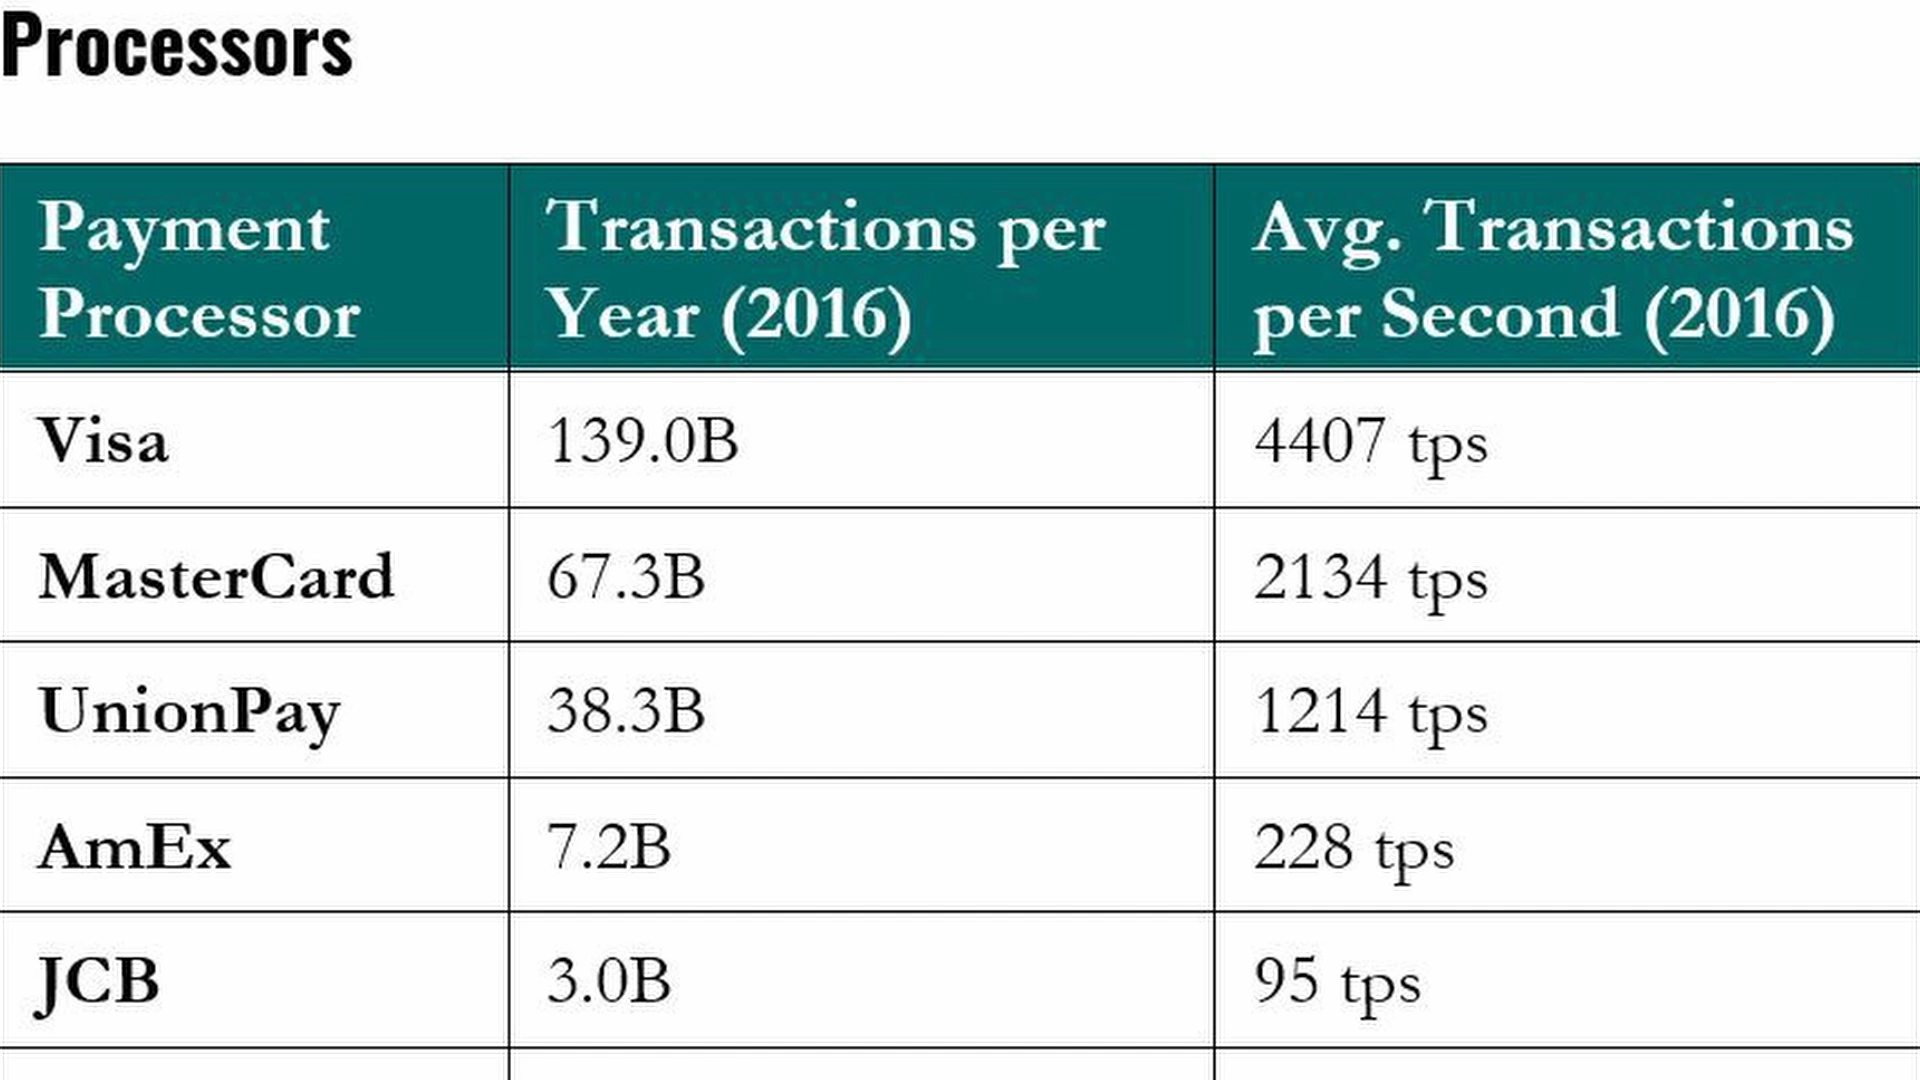 Processors
Payment Processor
Transactions per Year (2016)
Avg. Transactions per Second (2016)
Visa
139.0B
4407 tps
MasterCard
67.3B
2134 tps
UnionPay
38.3B
1214 tps
AmEx
7.2B
228 tps
JCB
3.0B
95 tps